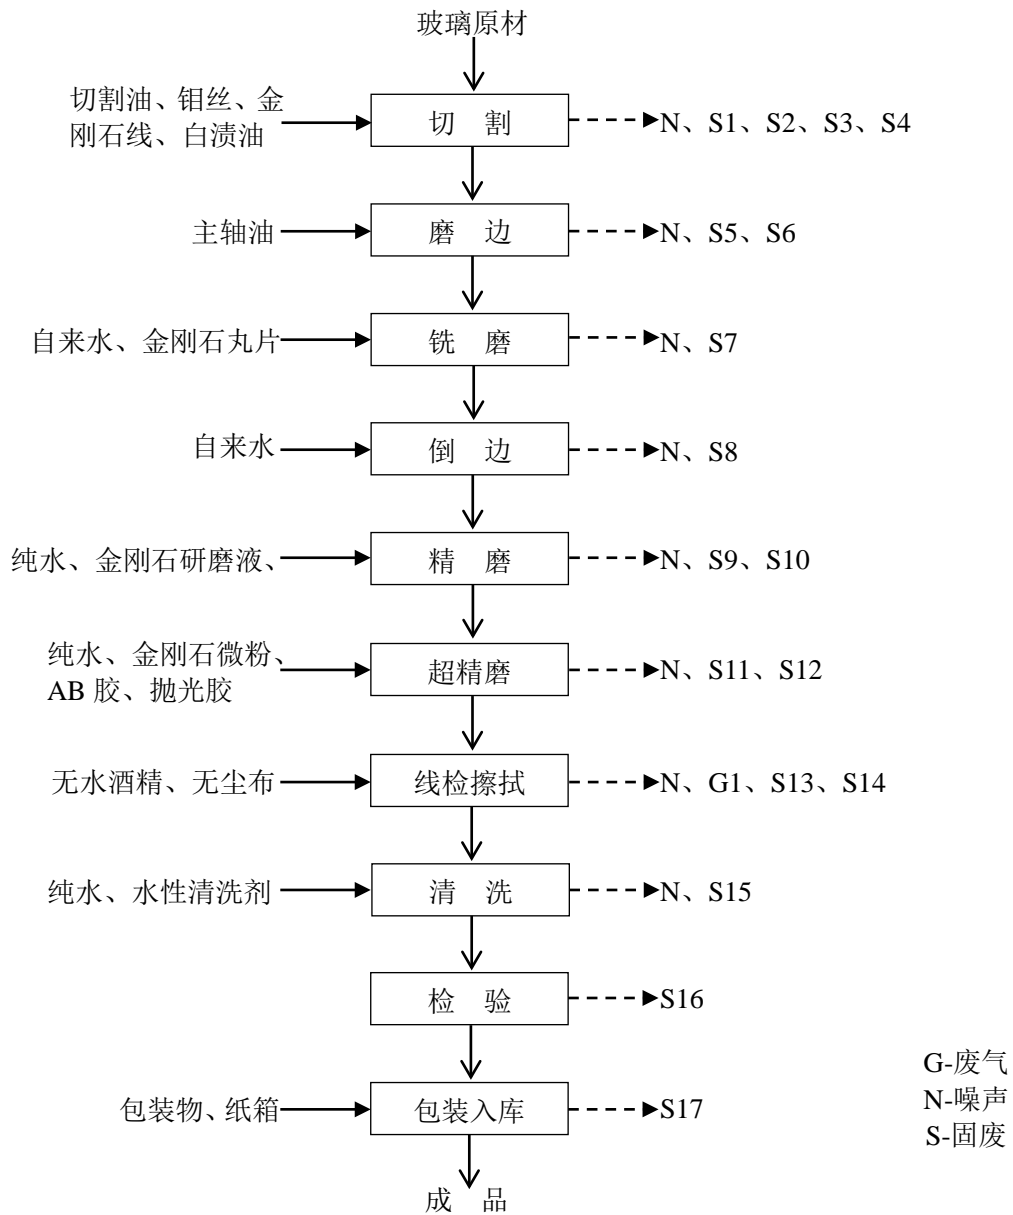 玻璃原材
切割油、钼丝、金
刚石线、白渍油
切 割
N、S1、S2、S3、S4
主轴油
磨 边
N、S5、S6
自来水、金刚石丸片
铣 磨
N、S7
自来水
倒 边
N、S8
纯水、金刚石研磨液、
精 磨
N、S9、S10
纯水、金刚石微粉、
AB 胶、抛光胶
超精磨
N、S11、S12
无水酒精、无尘布
线检擦拭
N、G1、S13、S14
纯水、水性清洗剂
清 洗
N、S15
检 验
S16
包装物、纸箱
包装入库
S17
G-废气
N-噪声
S-固废
成 品